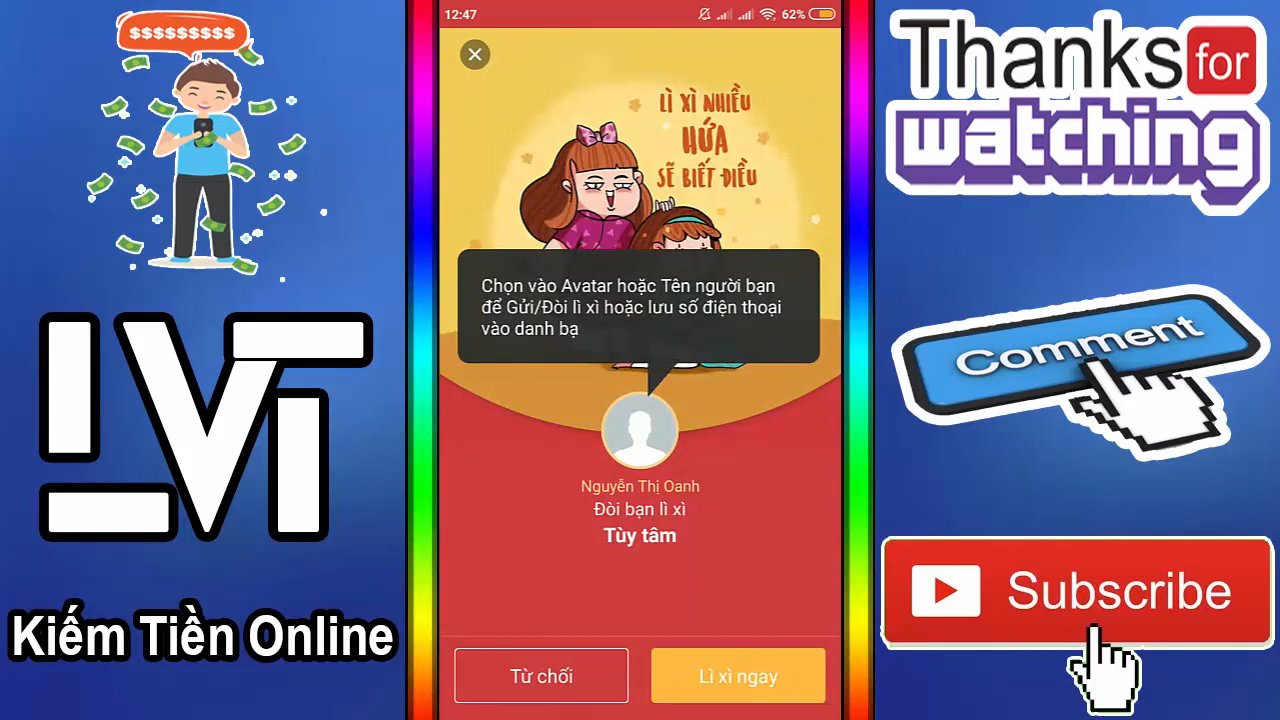 $$$$$$$$$
LVT
Kiếm Tiền Online
12:47
62%
LÌ XÌ NHIỀU
HỨA
SẼ BIẾT ĐIỀU
Chọn vào Avatar hoặc Tên người bạn
để Gửi/Đòi lì xì hoặc lưu số điện thoại
vào danh bạ
Nguyễn Thị Oanh
Đòi bạn lì xì
Tùy tâm
Từ chối
Lì xì ngay
Thanks for
watching
Comment
Subscribe